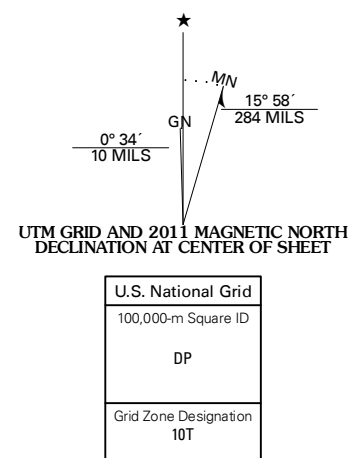 MN
GN
15° 58´
284 MILS
0° 34´
10 MILS
UTM GRID AND 2011 MAGNETIC NORTH
DECLINATION AT CENTER OF SHEET
U.S. National Grid
100,000-m Square ID
DP
Grid Zone Designation
10T